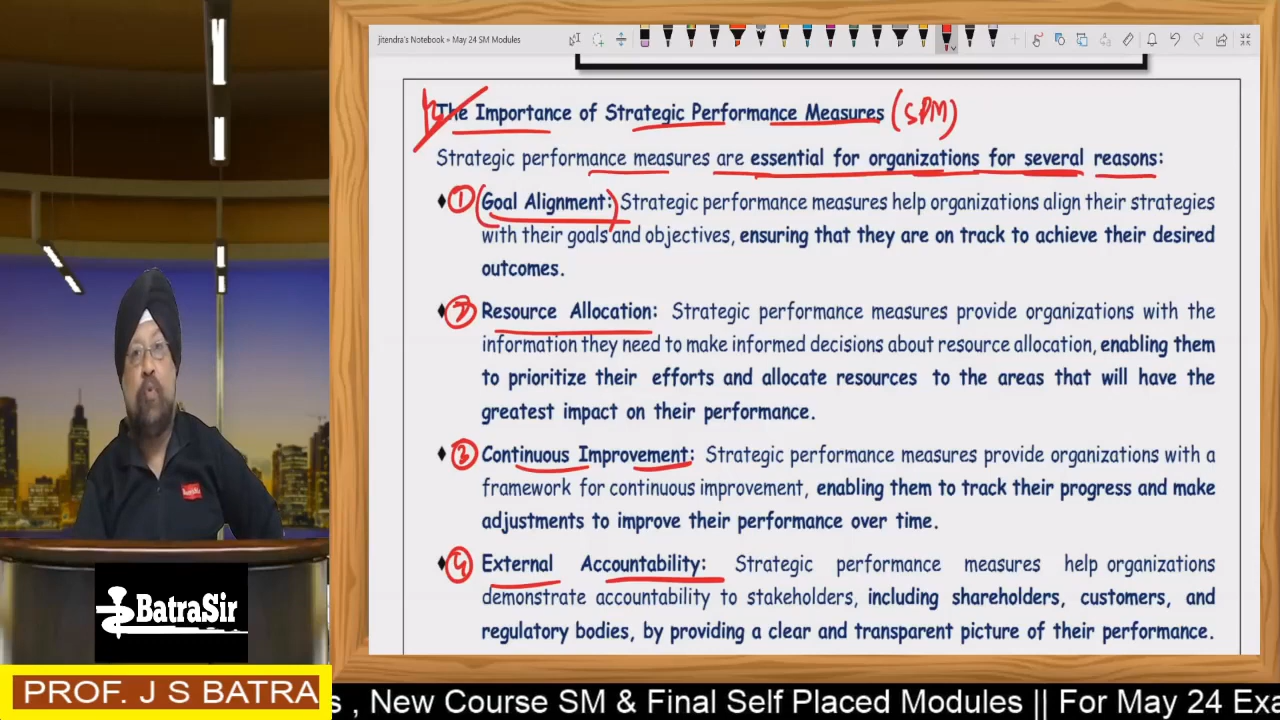 jitendra's Notebook » May 24 SM Modules
The Importance of Strategic Performance Measures (SPM)
Strategic performance measures are essential for organizations for several reasons:
♦ ① Goal Alignment: Strategic performance measures help organizations align their strategies
with their goals and objectives, ensuring that they are on track to achieve their desired
outcomes.
♦ ② Resource Allocation: Strategic performance measures provide organizations with the
information they need to make informed decisions about resource allocation, enabling them
to prioritize their efforts and allocate resources to the areas that will have the
greatest impact on their performance.
♦ ③ Continuous Improvement: Strategic performance measures provide organizations with a
framework for continuous improvement, enabling them to track their progress and make
adjustments to improve their performance over time.
♦ ④ External Accountability: Strategic performance measures help organizations
demonstrate accountability to stakeholders, including shareholders, customers, and
regulatory bodies, by providing a clear and transparent picture of their performance.
BatraSir
PROF. J S BATRA
s , New Course SM & Final Self Placed Modules || For May 24 Exa